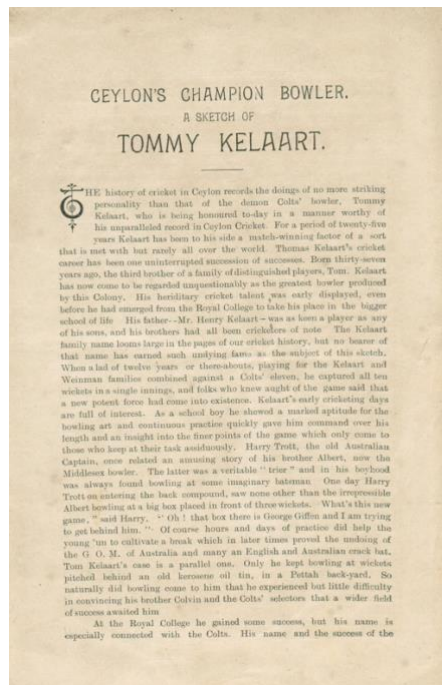 CEYLON'S CHAMPION BOWLER.
A SKETCH OF
TOMMY KELAART.
THE history of cricket in Ceylon records the doings of no more striking
personality than that of the demon Colts' bowler, Tommy
Kelaart, who is being honoured to-day in a manner worthy of
his unparalleled record in Ceylon Cricket. For a period of twenty-five
years Kelaart has been to his side a match-winning factor of a sort
that is met with but rarely all over the world. Thomas Kelaart's cricket
career has been one uninterrupted succession of successes. Born thirty-seven
years ago, the third brother of a family of distinguished players, Tom. Kelaart
has now come to be regarded unquestionably as the greatest bowler produced
by this Colony. His heriditary cricket talent was early displayed, even
before he had emerged from the Royal College to take his place in the bigger
school of life His father--Mr. Henry Kelaart - was as keen a player as any
of his sons, and his brothers had all been cricketers of note The Kelaart
family name looms large in the pages of our cricket history, but no bearer of
that name has earned such undying fame as the subject of this sketch.
When a lad of twelve years or there-abouts, playing for the Kelaart and
Weinman families combined against a Colts' eleven, he captured all ten
wickets in a single innings, and folks who knew aught of the game said that
a new potent force had come into existence. Kelaart's early cricketing days
are full of interest. As a school boy he showed a marked aptitude for the
bowling art and continuous practice quickly gave him command over his
length and an insight into the finer points of the game which only come to
those who keep at their task assiduously. Harry Trott, the old Australian
Captain, once related an amusing story of his brother Albert, now the
Middlesex bowler. The latter was a veritable " trier " and in his boyhood
was always found bowling at some imaginary batsman One day Harry
Trott on entering the back compound, saw none other than the irrepressible
Albert bowling at a big box placed in front of three wickets. What's this new
game, " said Harry. " Oh ! that box there is George Giffen and I am trying
to get behind him. " Of course hours and days of practice did help the
young 'un to cultivate a break which in later times proved the undoing of
the G O. M. of Australia and many an English and Australian crack bat.
Tom Kelaart's case is a parallel one. Only he kept bowling at wickets
pitched behind an old kerosene oil tin, in a Pettah back-yard. So
naturally did bowling come to him that he experienced but little difficulty
in convincing his brother Colvin and the Colts' selectors that a wider field
of success awaited him
At the Royal College he gained some success, but his name is
especially connected with the Colts. His name and the success of the